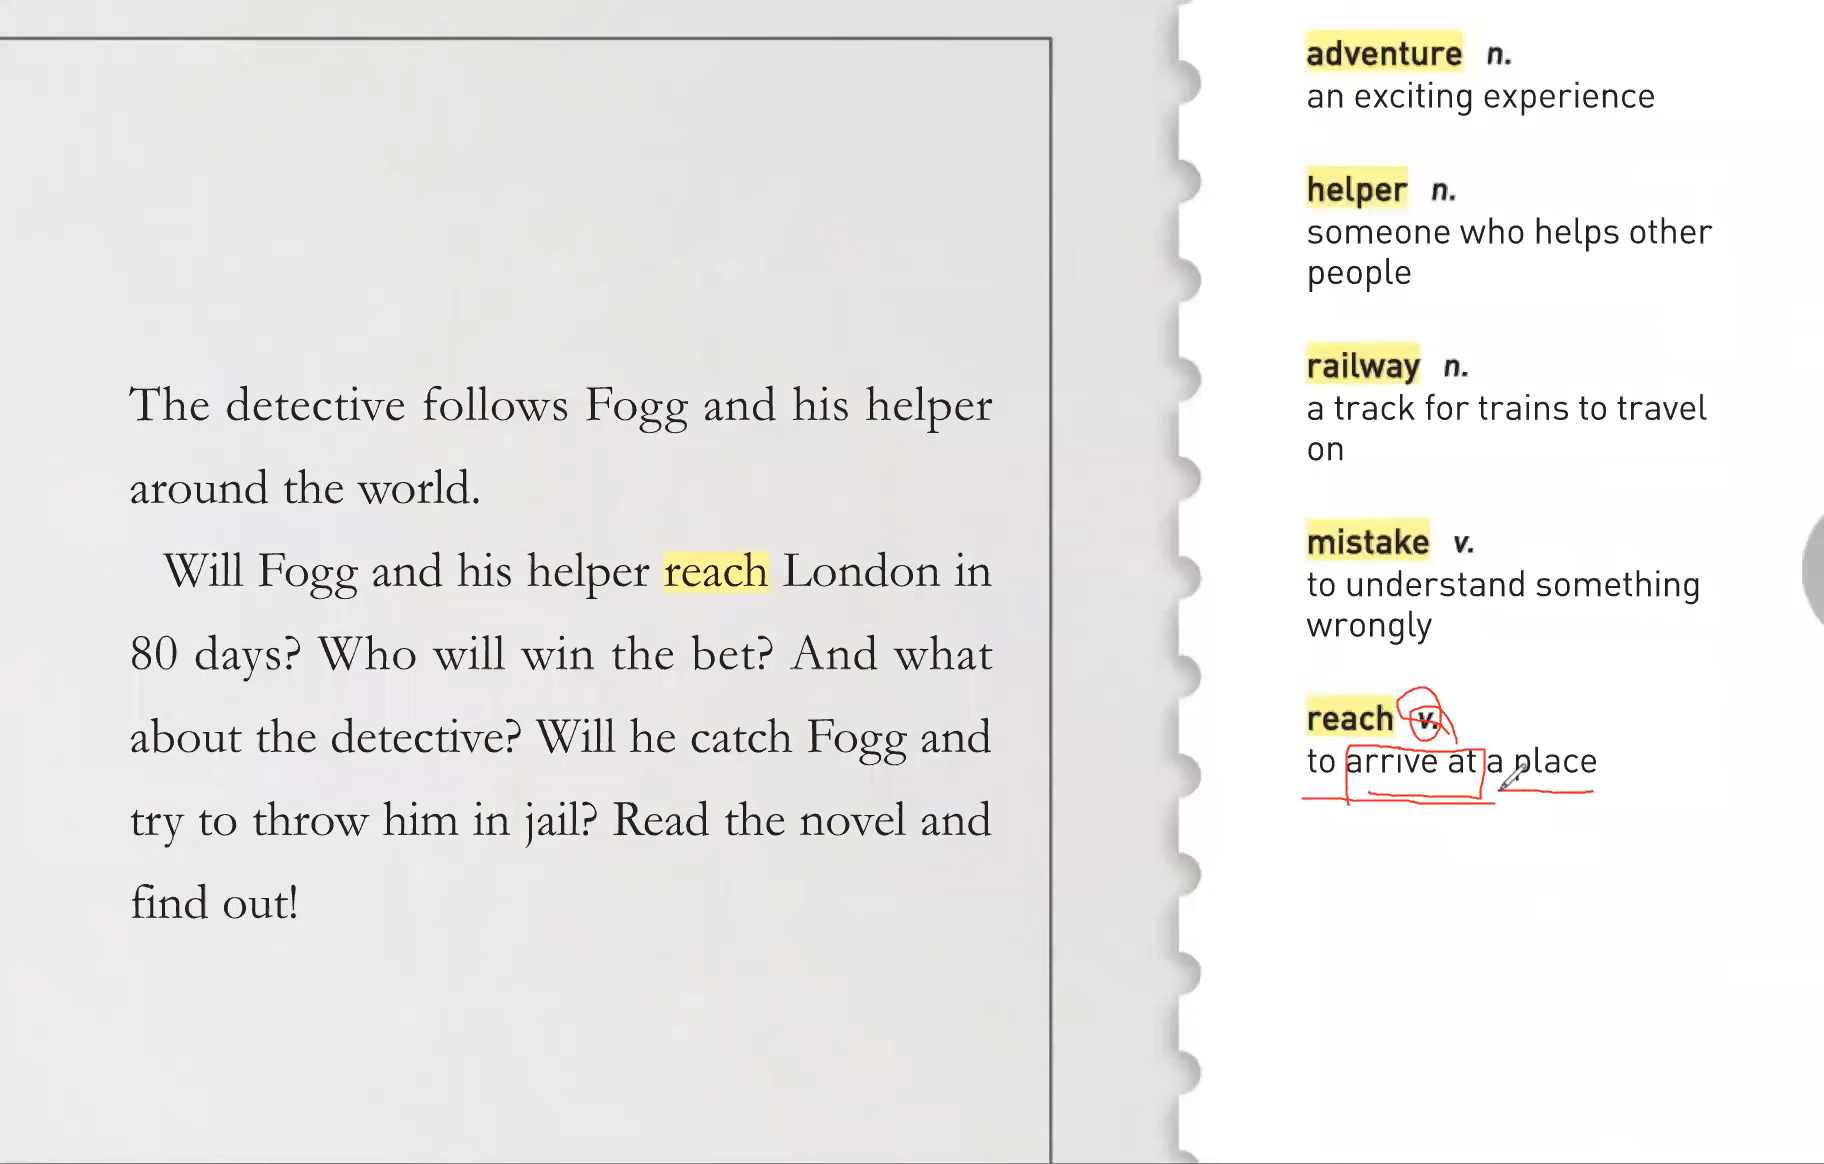 The detective follows Fogg and his helper
around the world.
Will Fogg and his helper reach London in
80 days? Who will win the bet? And what
about the detective? Will he catch Fogg and
try to throw him in jail? Read the novel and
find out!
adventure n.
an exciting experience
helper n.
someone who helps other
people
railway n.
a track for trains to travel
on
mistake v.
to understand something
wrongly
reach v.
to arrive at a place